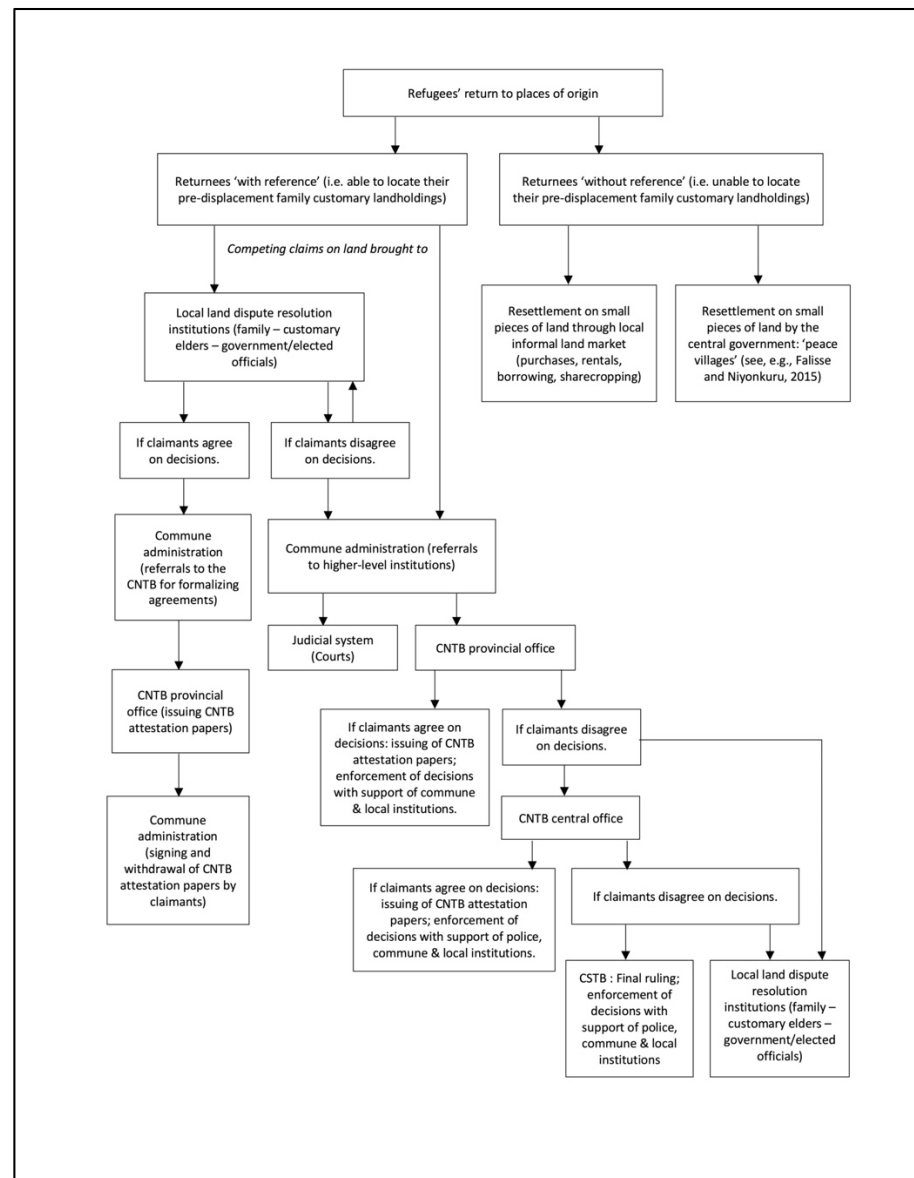 Refugees' return to places of origin
Returnees 'with reference' (i.e. able to locate their
pre-displacement family customary landholdings)
Returnees 'without reference' (i.e. unable to locate
their pre-displacement family customary landholdings)
Competing claims on land brought to
Local land dispute resolution
institutions (family – customary
elders – government/elected
officials)
Resettlement on small
pieces of land through local
informal land market
(purchases, rentals,
borrowing, sharecropping)
Resettlement on small
pieces of land by the
central government: 'peace
villages' (see, e.g., Falisse
and Niyonkuru, 2015)
If claimants agree
on decisions.
If claimants disagree
on decisions.
Commune
administration
(referrals to the
CNTB for formalizing
agreements)
Commune administration (referrals
to higher-level institutions)
Judicial system
(Courts)
CNTB provincial office
CNTB provincial
office (issuing CNTB
attestation papers)
If claimants agree on
decisions: issuing of CNTB
attestation papers;
enforcement of decisions
with support of commune
& local institutions.
If claimants disagree
on decisions.
Commune
administration
(signing and
withdrawal of CNTB
attestation papers by
claimants)
CNTB central office
If claimants agree on decisions:
issuing of CNTB attestation
papers; enforcement of
decisions with support of police,
commune & local institutions.
If claimants disagree on decisions.
CSTB : Final ruling;
enforcement of
decisions with
support of police,
commune & local
institutions
Local land dispute
resolution
institutions (family –
customary elders –
government/elected
officials)